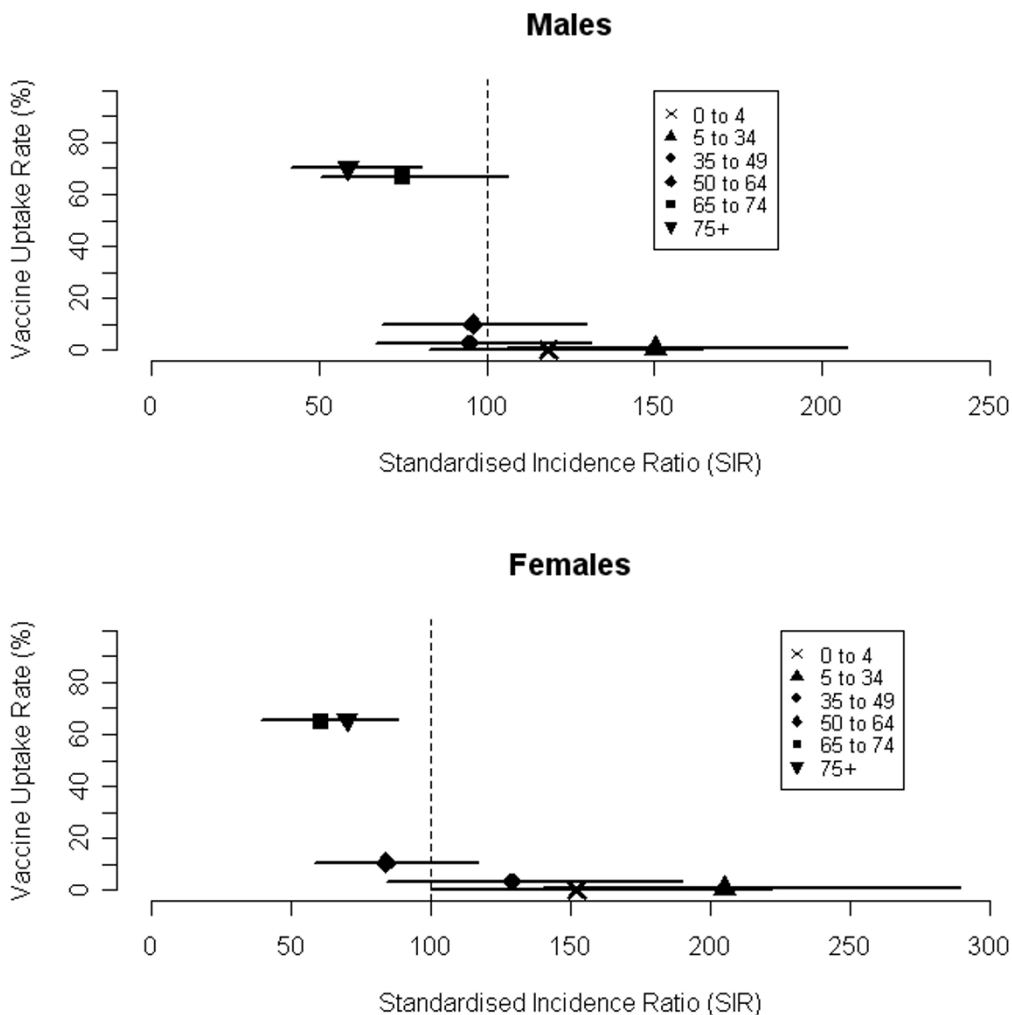 Males
Vaccine Uptake Rate (%)
80
60
40
20
0
0 to 4
5 to 34
35 to 49
50 to 64
65 to 74
75+
0 50 100 150 200 250
Standardised Incidence Ratio (SIR)
Females
Vaccine Uptake Rate (%)
80
60
40
20
0
0 to 4
5 to 34
35 to 49
50 to 64
65 to 74
75+
0 50 100 150 200 250 300
Standardised Incidence Ratio (SIR)